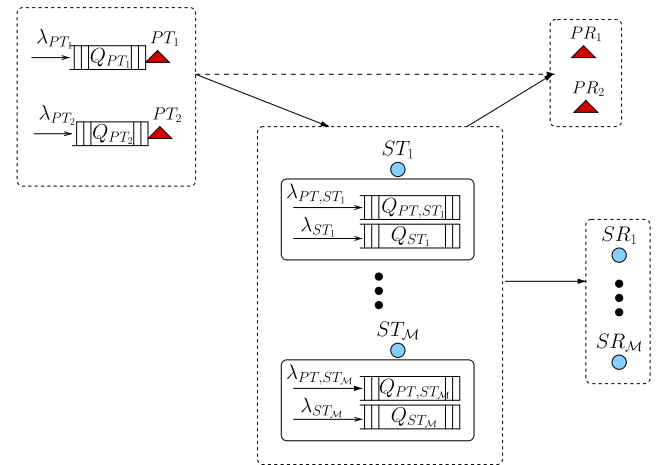 λ_{PT_1} Q_{PT_1} PT_1
λ_{PT_2} Q_{PT_2} PT_2
PR_1
PR_2
ST_1
λ_{PT,ST_1} Q_{PT,ST_1}
λ_{ST_1} Q_{ST_1}
ST_ℳ
λ_{PT,ST_ℳ} Q_{PT,ST_ℳ}
λ_{ST_ℳ} Q_{ST_ℳ}
SR_1
SR_ℳ